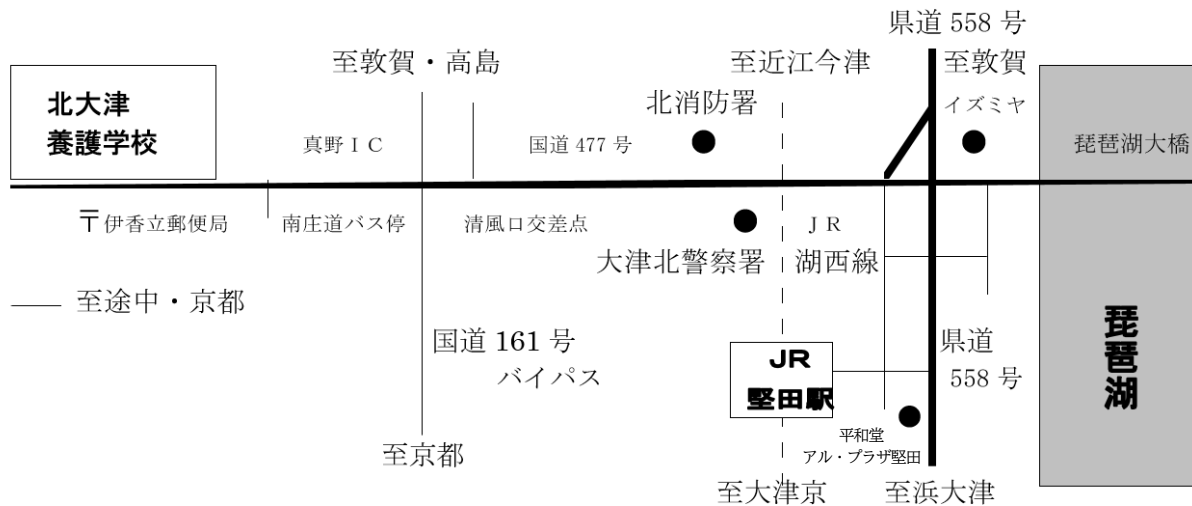 県道 558 号
至敦賀・高島
至近江今津
至敦賀
北大津
養護学校
北消防署
イズミヤ
真野ＩＣ
国道 477 号
琵琶湖大橋
〒伊香立郵便局
南庄道バス停
清風口交差点
ＪＲ
大津北警察署
湖西線
至途中・京都
国道 161 号
バイパス
JR
堅田駅
県道
558 号
琵琶湖
平和堂
アル・プラザ堅田
至京都
至大津京
至浜大津